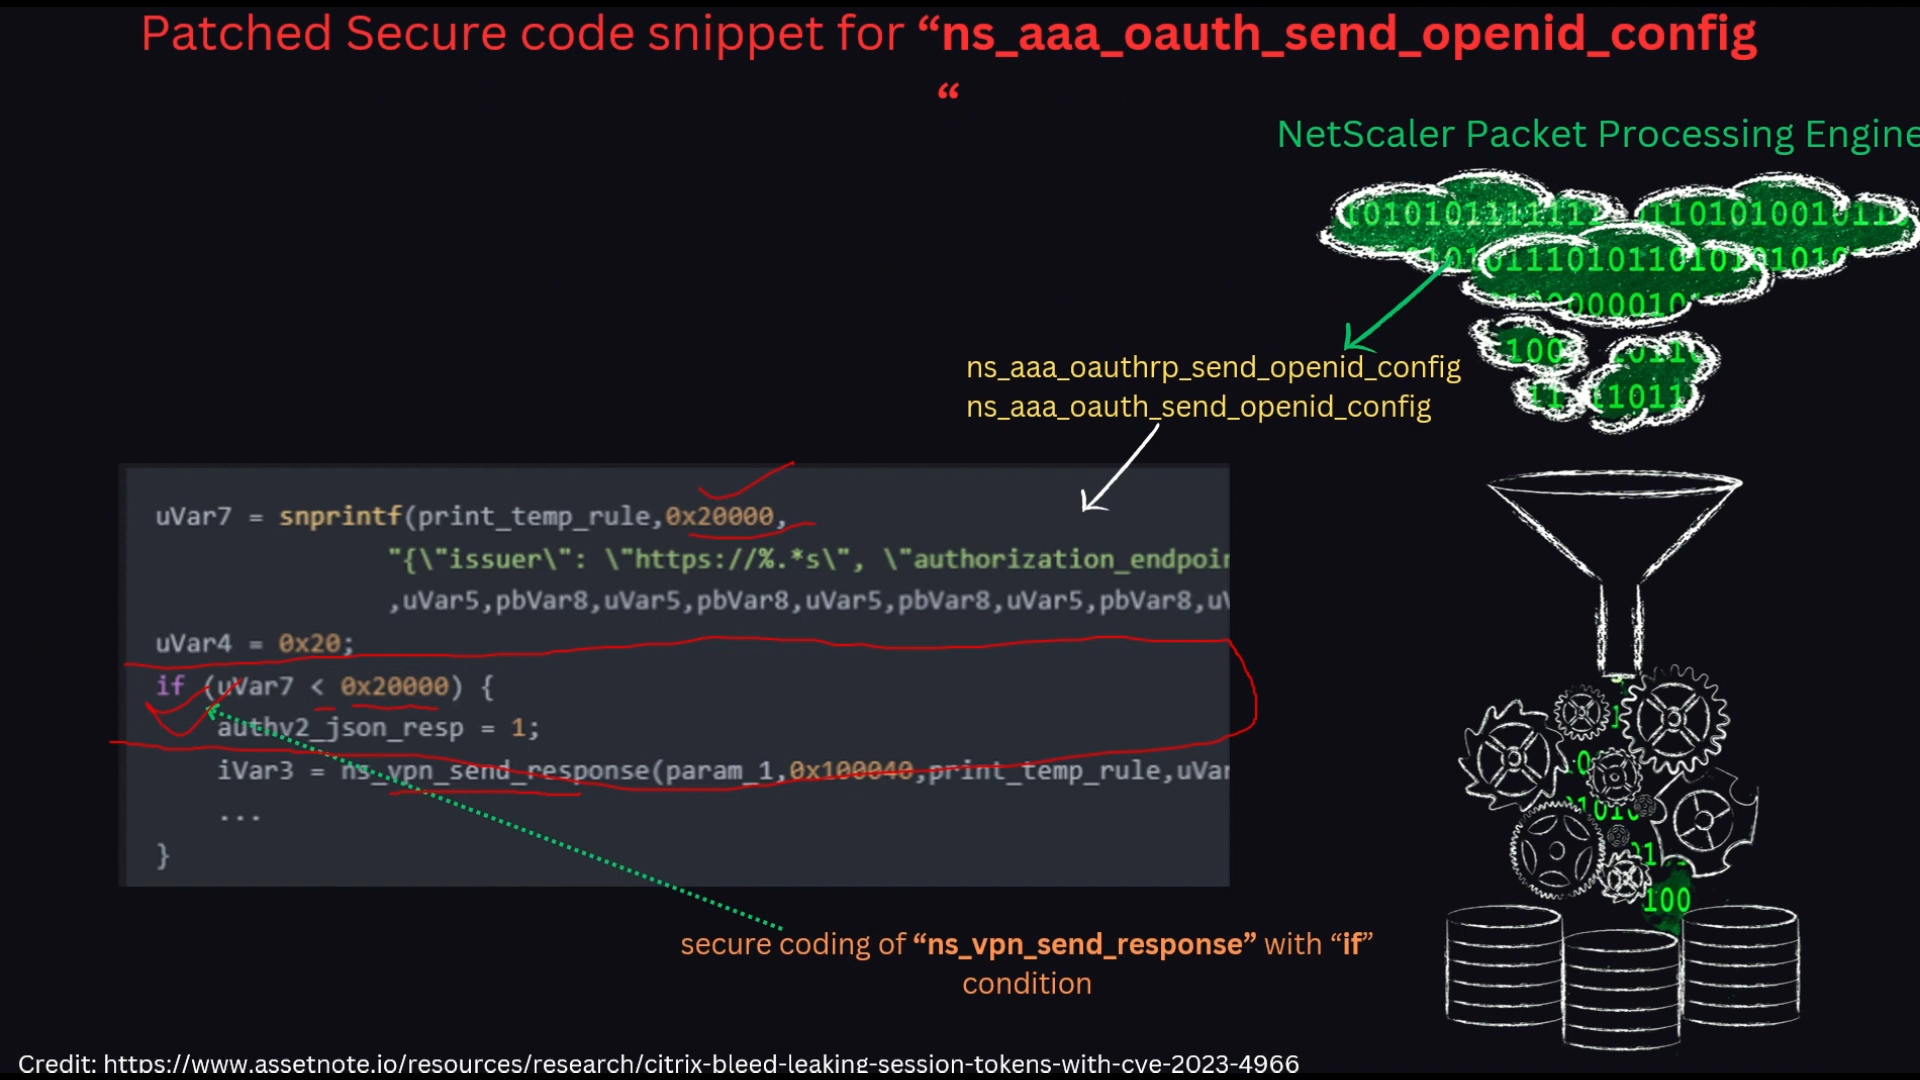 Patched Secure code snippet for “ns_aaa_oauth_send_openid_config
“
NetScaler Packet Processing Engine
ns_aaa_oauthrp_send_openid_config
ns_aaa_oauth_send_openid_config
uVar7 = snprintf(print_temp_rule,0x20000,
"{\"issuer\": \"https://%.*s\", \"authorization_endpoin
,uVar5,pbVar8,uVar5,pbVar8,uVar5,pbVar8,uVar5,pbVar8,uV
uVar4 = 0x20;
if (uVar7 < 0x20000) {
authv2_json_resp = 1;
iVar3 = ns_vpn_send_response(param_1,0x100040,print_temp_rule,uVar
...
}
secure coding of “ns_vpn_send_response” with “if”
condition
Credit: https://www.assetnote.io/resources/research/citrix-bleed-leaking-session-tokens-with-cve-2023-4966